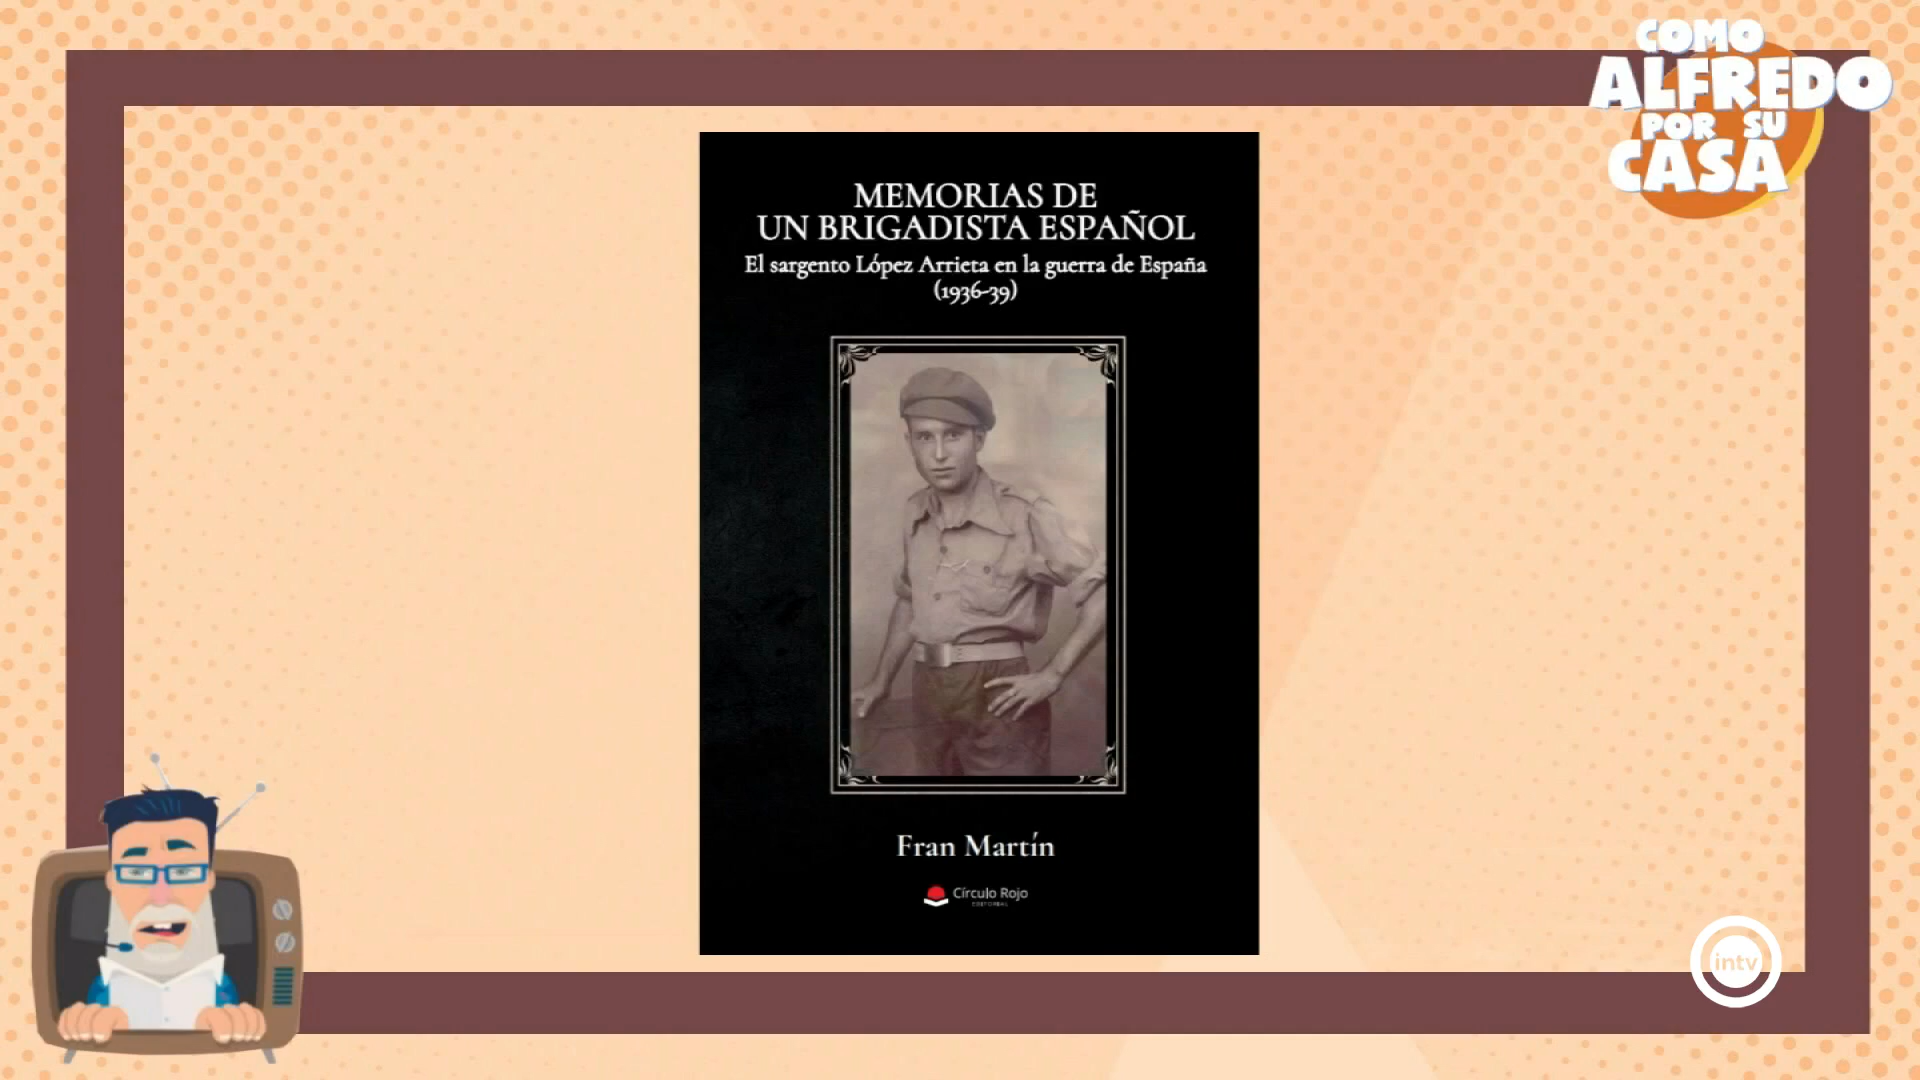 COMO
ALFREDO
POR SU
CASA
MEMORIAS DE
UN BRIGADISTA ESPAÑOL
El sargento López Arrieta en la guerra de España
(1936-39)
Fran Martín
Círculo Rojo
EDITORIAL
intv